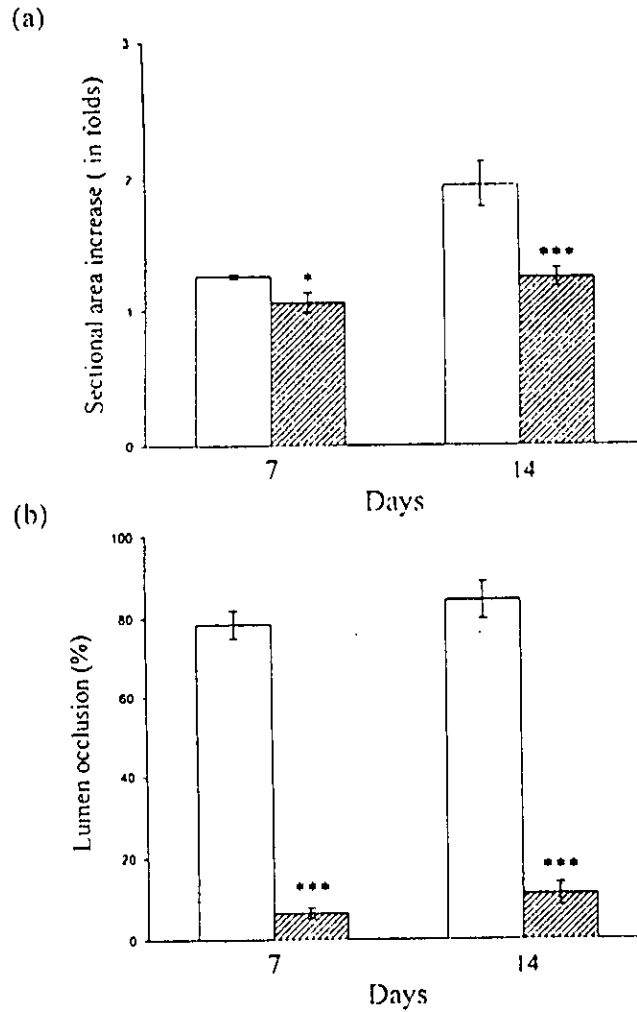 (a)
Sectional area increase ( in folds)
3
2
1
0
*
***
7 14
Days
(b)
Lumen occlusion (%)
100
80
60
40
20
0
***
***
7 14
Days